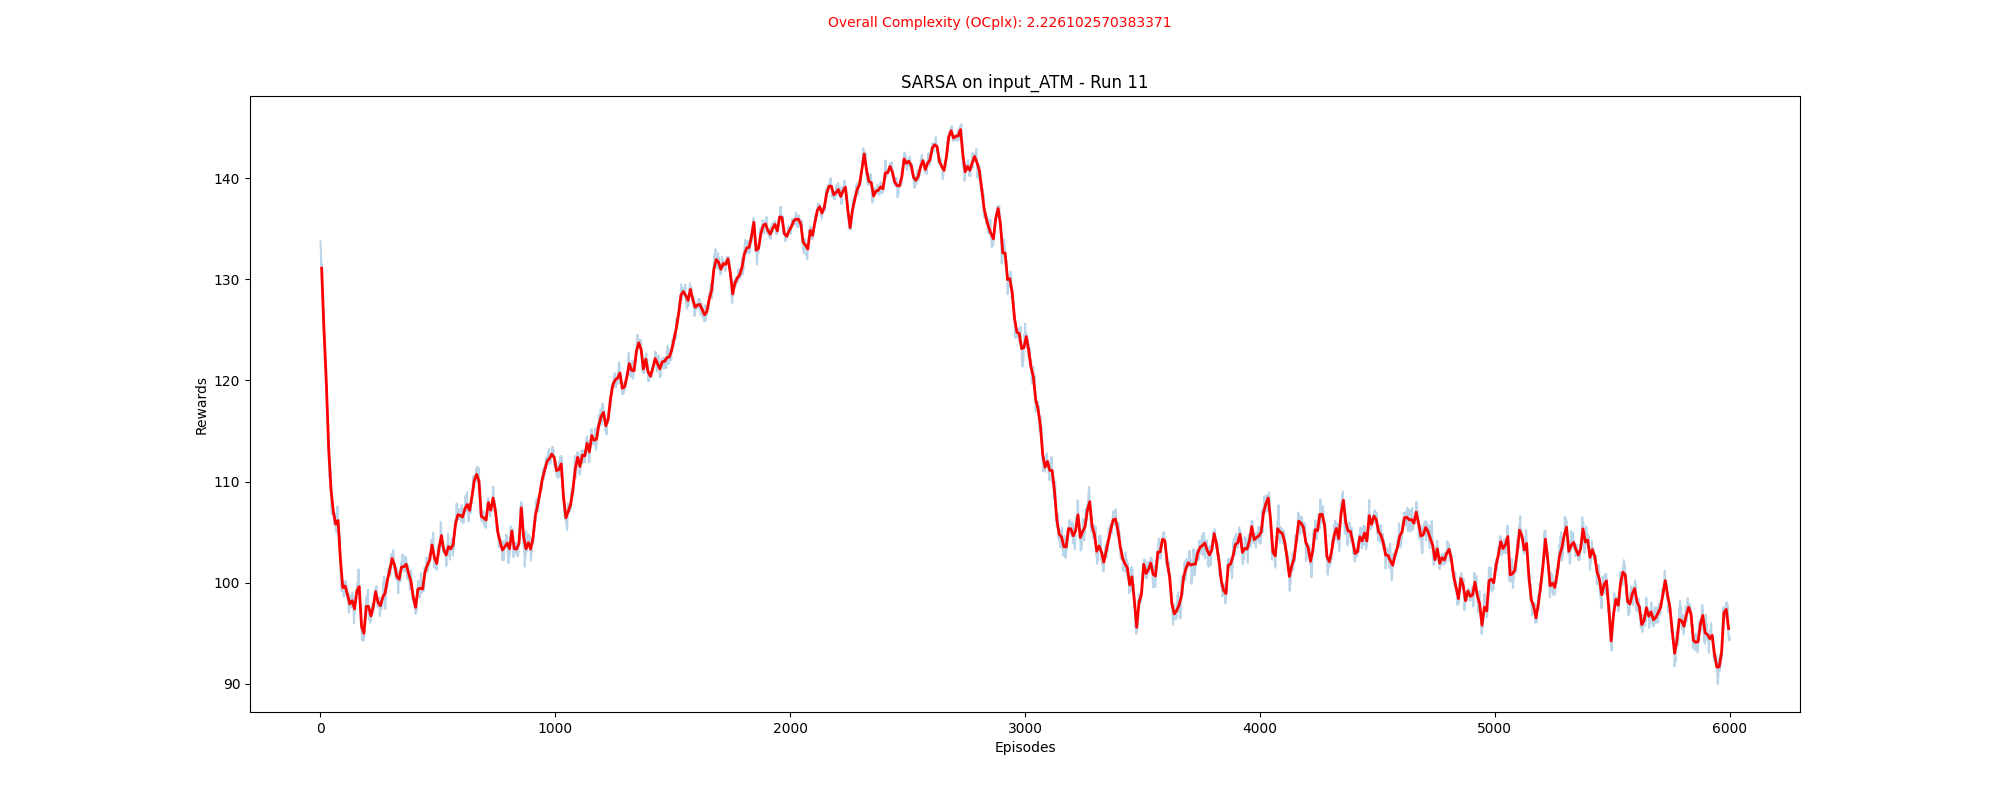 Overall Complexity (OCplx): 2.226102570383371
SARSA on input_ATM - Run 11
140
130
120
110
100
90
Rewards
0 1000 2000 3000 4000 5000 6000
Episodes